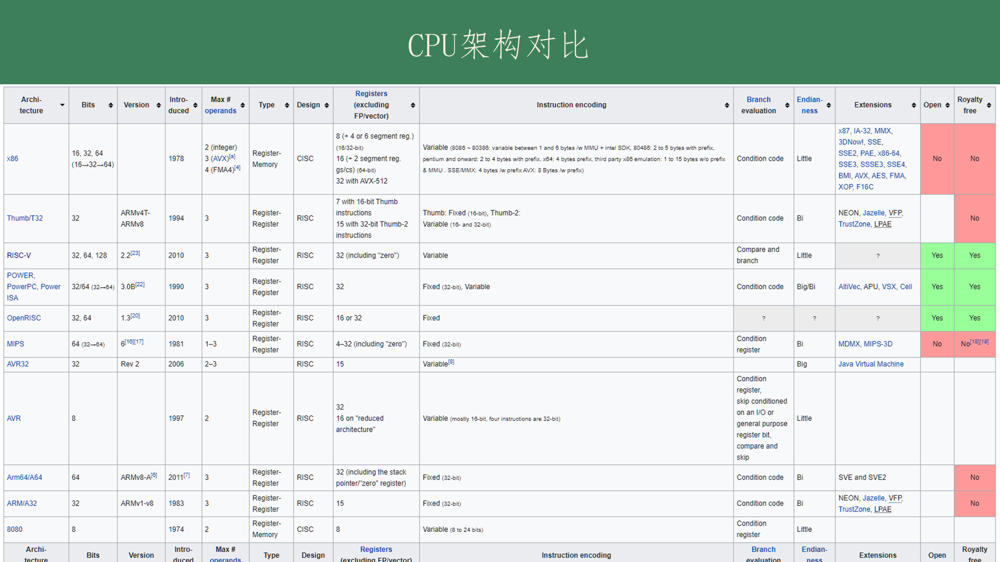 CPU架构对比
Archi-
tecture
Bits
Version
Intro-
duced
Max #
operands
Type
Design
Registers
(excluding
FP/vector)
Instruction encoding
Branch
evaluation
Endian-
ness
Extensions
Open
Royalty
free
x86
16, 32, 64
(16→32→64)
1978
2 (integer)
3 (AVX)[a]
4 (FMA4)[4]
Register-
Memory
CISC
8 (+ 4 or 6 segment reg.)
(16/32-bit)
16 (+ 2 segment reg.
gs/cs) (64-bit)
32 with AVX-512
Variable (8086 ~ 80386: variable between 1 and 6 bytes /w MMU + intel SDK, 80486: 2 to 5 bytes with prefix,
pentium and onward: 2 to 4 bytes with prefix, x64: 4 bytes prefix, third party x86 emulation: 1 to 15 bytes w/o prefix
& MMU . SSE/MMX: 4 bytes /w prefix AVX: 8 Bytes /w prefix)
Condition code
Little
x87, IA-32, MMX,
3DNow!, SSE,
SSE2, PAE, x86-64,
SSE3, SSSE3, SSE4,
BMI, AVX, AES, FMA,
XOP, F16C
No
No
Thumb/T32
32
ARMv4T-
ARMv8
1994
3
Register-
Register
RISC
7 with 16-bit Thumb
instructions
15 with 32-bit Thumb-2
instructions
Thumb: Fixed (16-bit), Thumb-2:
Variable (16- and 32-bit)
Condition code
Bi
NEON, Jazelle, VFP,
TrustZone, LPAE
No
RISC-V
32, 64, 128
2.2[23]
2010
3
Register-
Register
RISC
32 (including "zero")
Variable
Compare and
branch
Little
?
Yes
Yes
POWER,
PowerPC, Power
ISA
32/64 (32→64)
3.0B[22]
1990
3
Register-
Register
RISC
32
Fixed (32-bit), Variable
Condition code
Big/Bi
AltiVec, APU, VSX, Cell
Yes
Yes
OpenRISC
32, 64
1.3[20]
2010
3
Register-
Register
RISC
16 or 32
Fixed
?
?
?
Yes
Yes
MIPS
64 (32→64)
6[16][17]
1981
1–3
Register-
Register
RISC
4–32 (including "zero")
Fixed (32-bit)
Condition
register
Bi
MDMX, MIPS-3D
No
No[18][19]
AVR32
32
Rev 2
2006
2–3
RISC
15
Variable[8]
Big
Java Virtual Machine
AVR
8
1997
2
Register-
Register
RISC
32
16 on "reduced
architecture"
Variable (mostly 16-bit, four instructions are 32-bit)
Condition
register,
skip conditioned
on an I/O or
general purpose
register bit,
compare and
skip
Little
Arm64/A64
64
ARMv8-A[6]
2011[7]
3
Register-
Register
RISC
32 (including the stack
pointer/"zero" register)
Fixed (32-bit)
Condition code
Bi
SVE and SVE2
No
ARM/A32
32
ARMv1-v8
1983
3
Register-
Register
RISC
15
Fixed (32-bit)
Condition code
Bi
NEON, Jazelle, VFP,
TrustZone, LPAE
No
8080
8
1974
2
Register-
Memory
CISC
8
Variable (8 to 24 bits)
Condition
register
Little
Archi-
tecture
Bits
Version
Intro-
duced
Max #
operands
Type
Design
Registers
(excluding FP/vector)
Instruction encoding
Branch
evaluation
Endian-
ness
Extensions
Open
Royalty
free